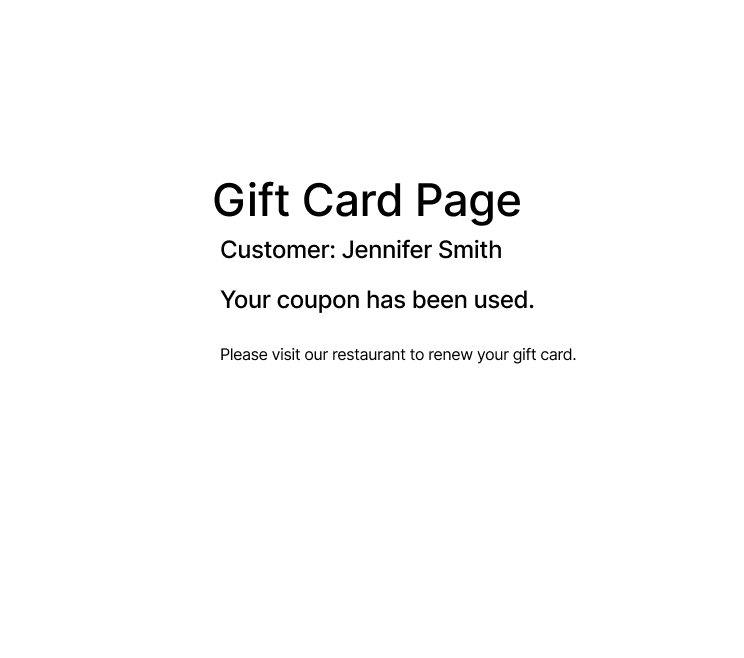 Gift Card Page
Customer: Jennifer Smith
Your coupon has been used.
Please visit our restaurant to renew your gift card.